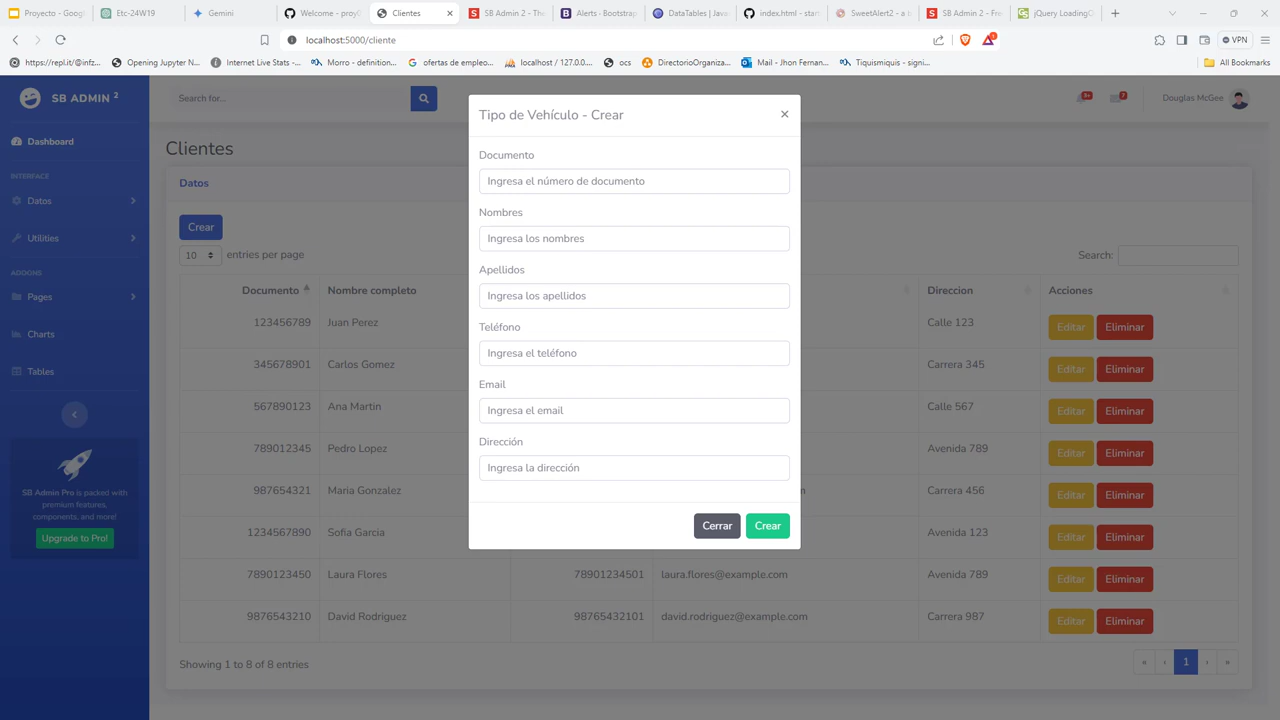 Proyecto - Google
Etc-24W19
Gemini
Welcome - proy
Clientes
SB Admin 2 - The
Alerts · Bootstrap
DataTables | Java
index.html - star
SweetAlert2 - a b
SB Admin 2 - Fre
jQuery LoadingO
localhost:5000/cliente
VPN
https://repl.it/@infz...
Opening Jupyter N...
Internet Live Stats -...
Morro - definition...
ofertas de empleo...
localhost / 127.0.0....
ocs
DirectorioOrganiza...
Mail - Jhon Fernan...
Tiquismiquis - signi...
All Bookmarks
SB ADMIN 2
Search for...
3+
7
Douglas McGee
Dashboard
INTERFACE
Datos
Utilities
ADDONS
Pages
Charts
Tables
SB Admin Pro is packed with
premium features,
components, and more!
Upgrade to Pro!
Clientes
Datos
Crear
10 entries per page
Search:
Documento Nombre completo Direccion Acciones
123456789 Juan Perez Calle 123 Editar Eliminar
345678901 Carlos Gomez Carrera 345 Editar Eliminar
567890123 Ana Martin Calle 567 Editar Eliminar
789012345 Pedro Lopez Avenida 789 Editar Eliminar
987654321 Maria Gonzalez m Carrera 456 Editar Eliminar
1234567890 Sofia Garcia Avenida 123 Editar Eliminar
7890123450 Laura Flores 78901234501 laura.flores@example.com Avenida 789 Editar Eliminar
9876543210 David Rodriguez 98765432101 david.rodriguez@example.com Carrera 987 Editar Eliminar
Showing 1 to 8 of 8 entries
« ‹ 1 › »
Tipo de Vehículo - Crear ×
Documento
Ingresa el número de documento
Nombres
Ingresa los nombres
Apellidos
Ingresa los apellidos
Teléfono
Ingresa el teléfono
Email
Ingresa el email
Dirección
Ingresa la dirección
Cerrar Crear